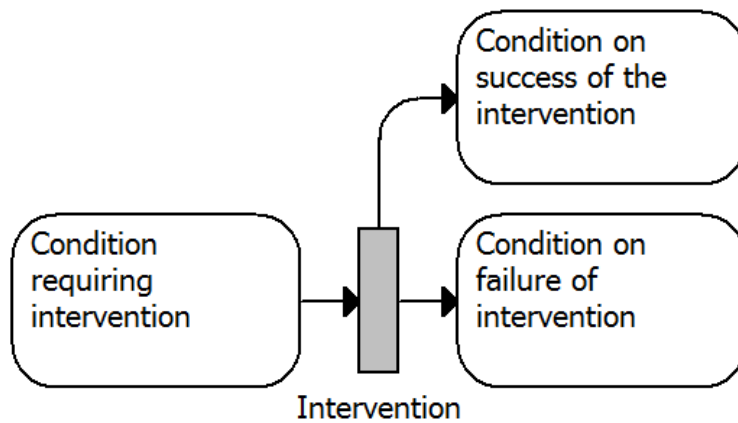 Condition on
success of the
intervention
Condition
requiring
intervention
Condition on
failure of
intervention
Intervention